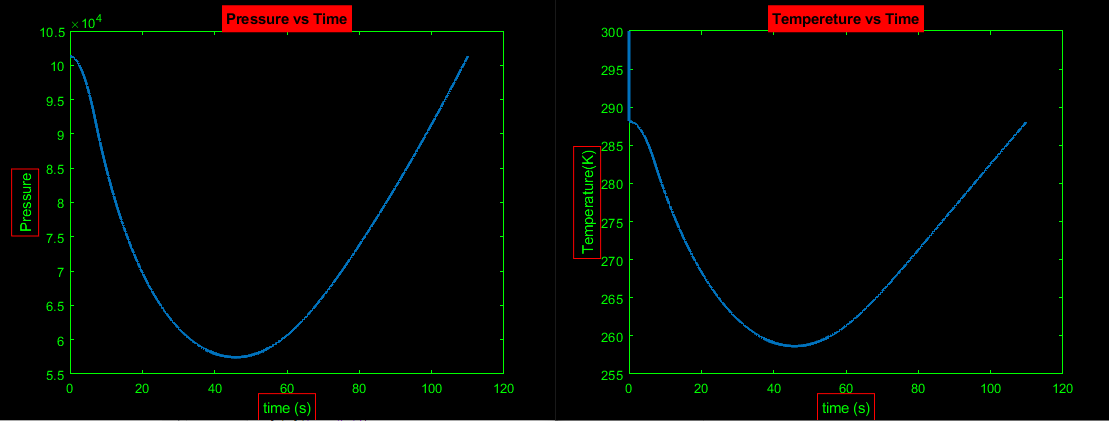 Pressure vs Time
×10⁴
10.5
10
9.5
9
8.5
8
7.5
7
6.5
6
5.5
Pressure
0 20 40 60 80 100 120
time (s)
Tempereture vs Time
300
295
290
285
280
275
270
265
260
255
Temperature(K)
0 20 40 60 80 100 120
time (s)